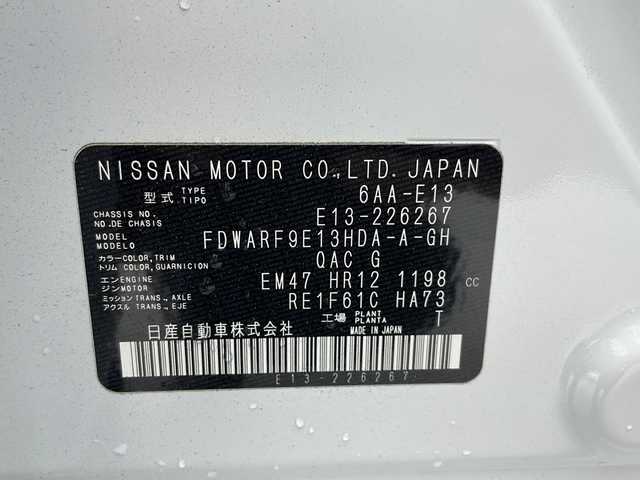 NISSAN MOTOR CO.,LTD. JAPAN
型式 TYPE TIPO 6AA-E13
CHASSIS NO. NO.DE CHASSIS E13-226267
MODEL MODELO FDWARF9E13HDA-A-GH
カラー COLOR, TRIM トリム COLOR, GUARNICION QAC G
エンジン ENGINE MOTOR EM47 HR12 1198 CC
ミッション TRANS., AXLE アクスル TRANS., EJE RE1F61C HA73
工場 PLANT PLANTA T
日産自動車株式会社 MADE IN JAPAN
E13-226267